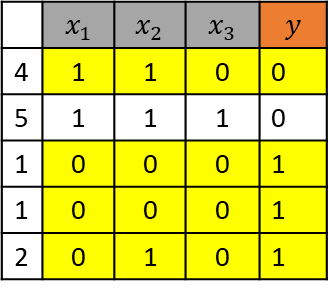 x₁ x₂ x₃ y
4 1 1 0 0
5 1 1 1 0
1 0 0 0 1
1 0 0 0 1
2 0 1 0 1